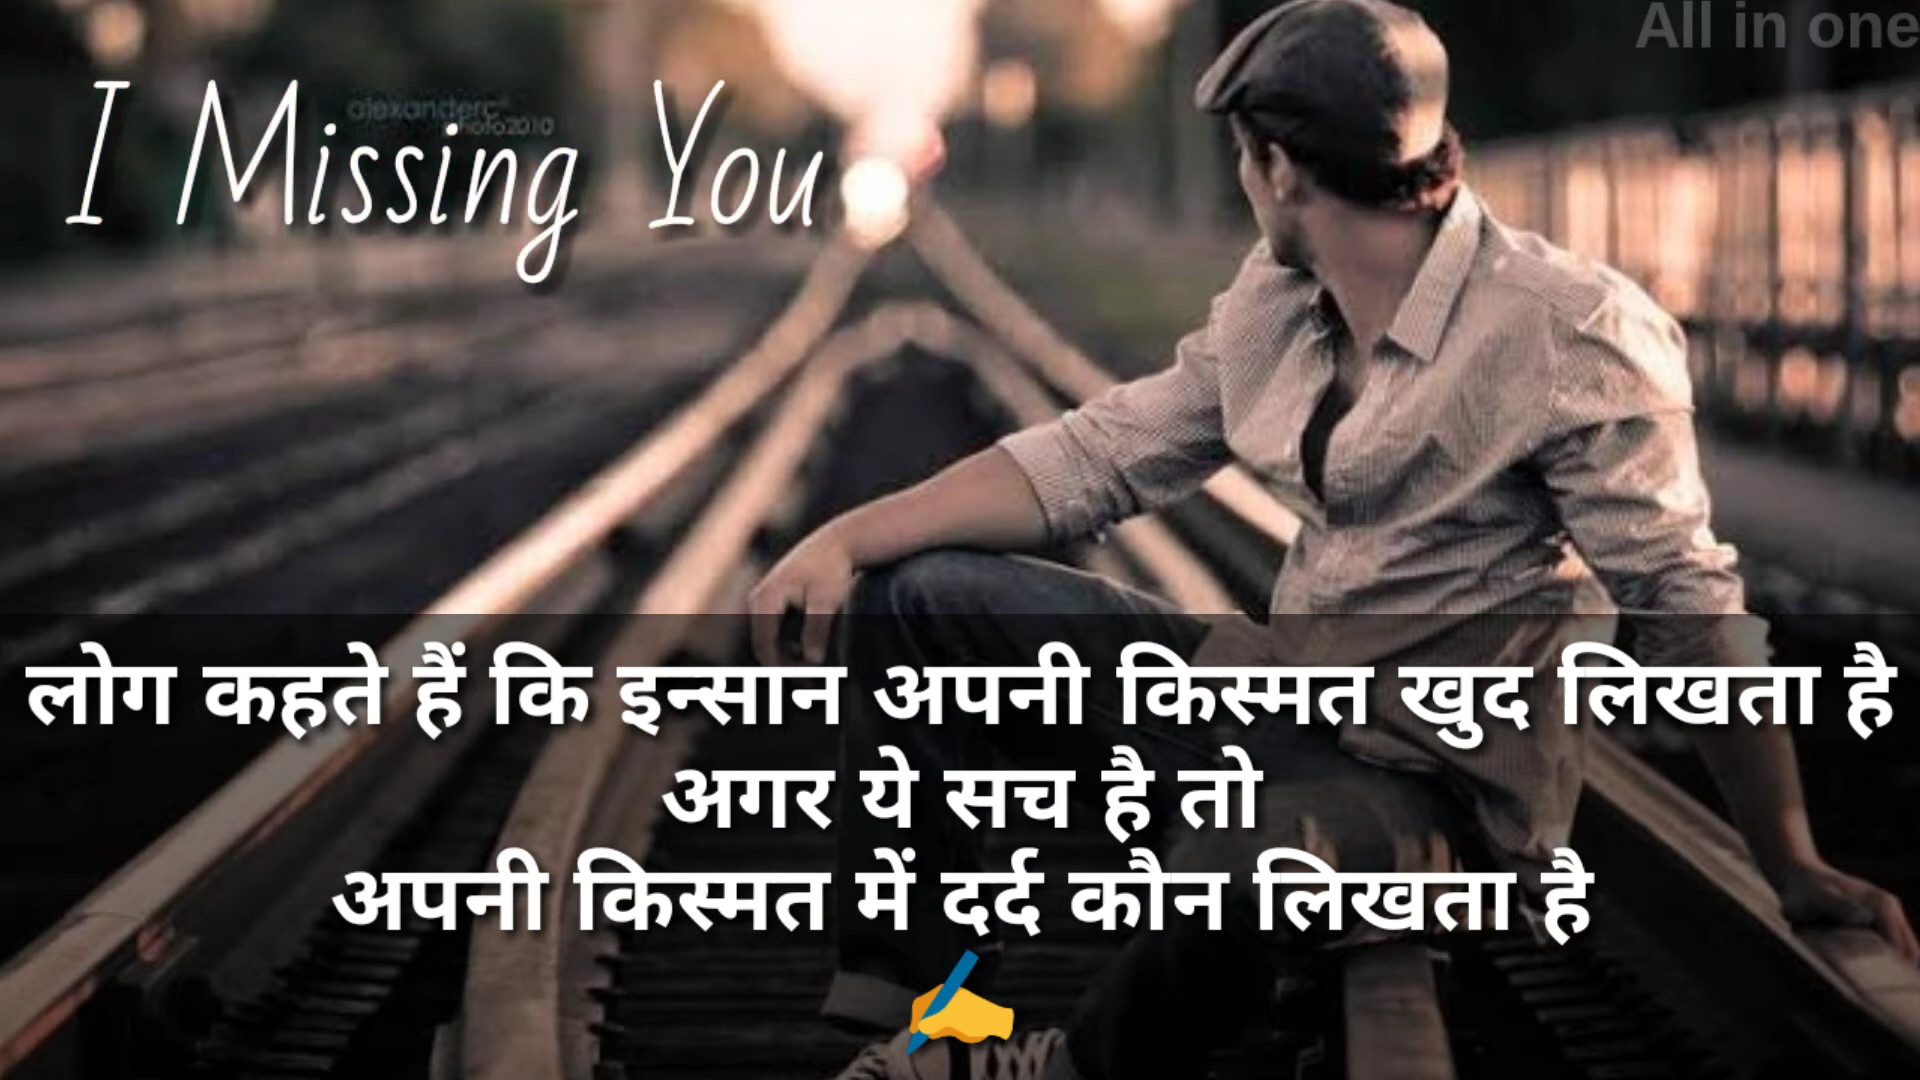 All in one
I Missing You
लोग कहते हैं कि इन्सान अपनी किस्मत खुद लिखता है
अगर ये सच है तो
अपनी किस्मत में दर्द कौन लिखता है